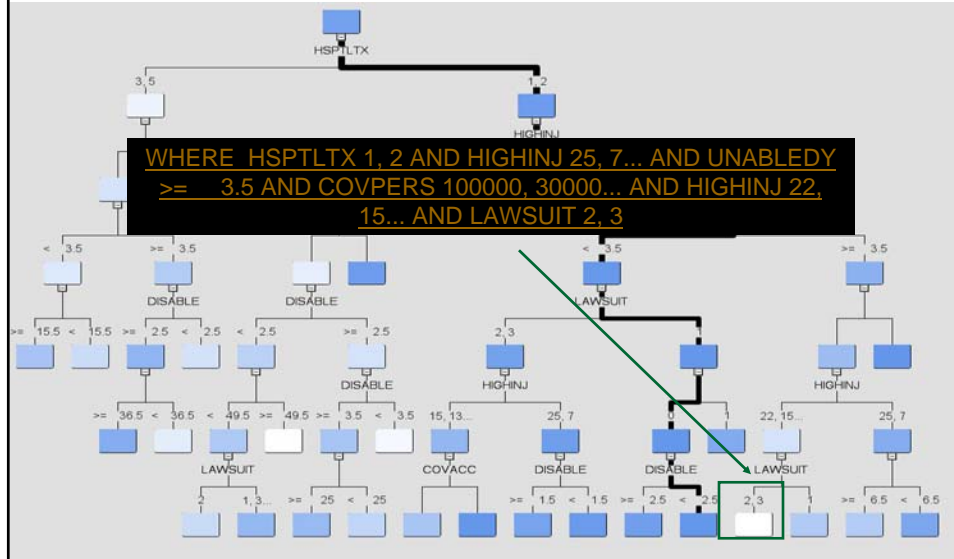 HSPTLTX
3, 5
1, 2
HIGHINJ
WHERE HSPTLTX 1, 2 AND HIGHINJ 25, 7... AND UNABLEDY
>= 3.5 AND COVPERS 100000, 30000... AND HIGHINJ 22,
15... AND LAWSUIT 2, 3
< 3.5
>= 3.5
< 3.5
>= 3.5
DISABLE
DISABLE
LAWSUIT
>= 15.5
< 15.5
>= 2.5
< 2.5
< 2.5
>= 2.5
2, 3
DISABLE
HIGHINJ
HIGHINJ
>= 36.5
< 36.5
< 49.5
>= 49.5
>= 3.5
< 3.5
15, 13...
25, 7
1
22, 15...
25, 7
LAWSUIT
COVACC
DISABLE
DISABLE
LAWSUIT
2
1, 3...
>= 25
< 25
>= 1.5
< 1.5
>= 2.5
< 2.5
2, 3
1
>= 6.5
< 6.5